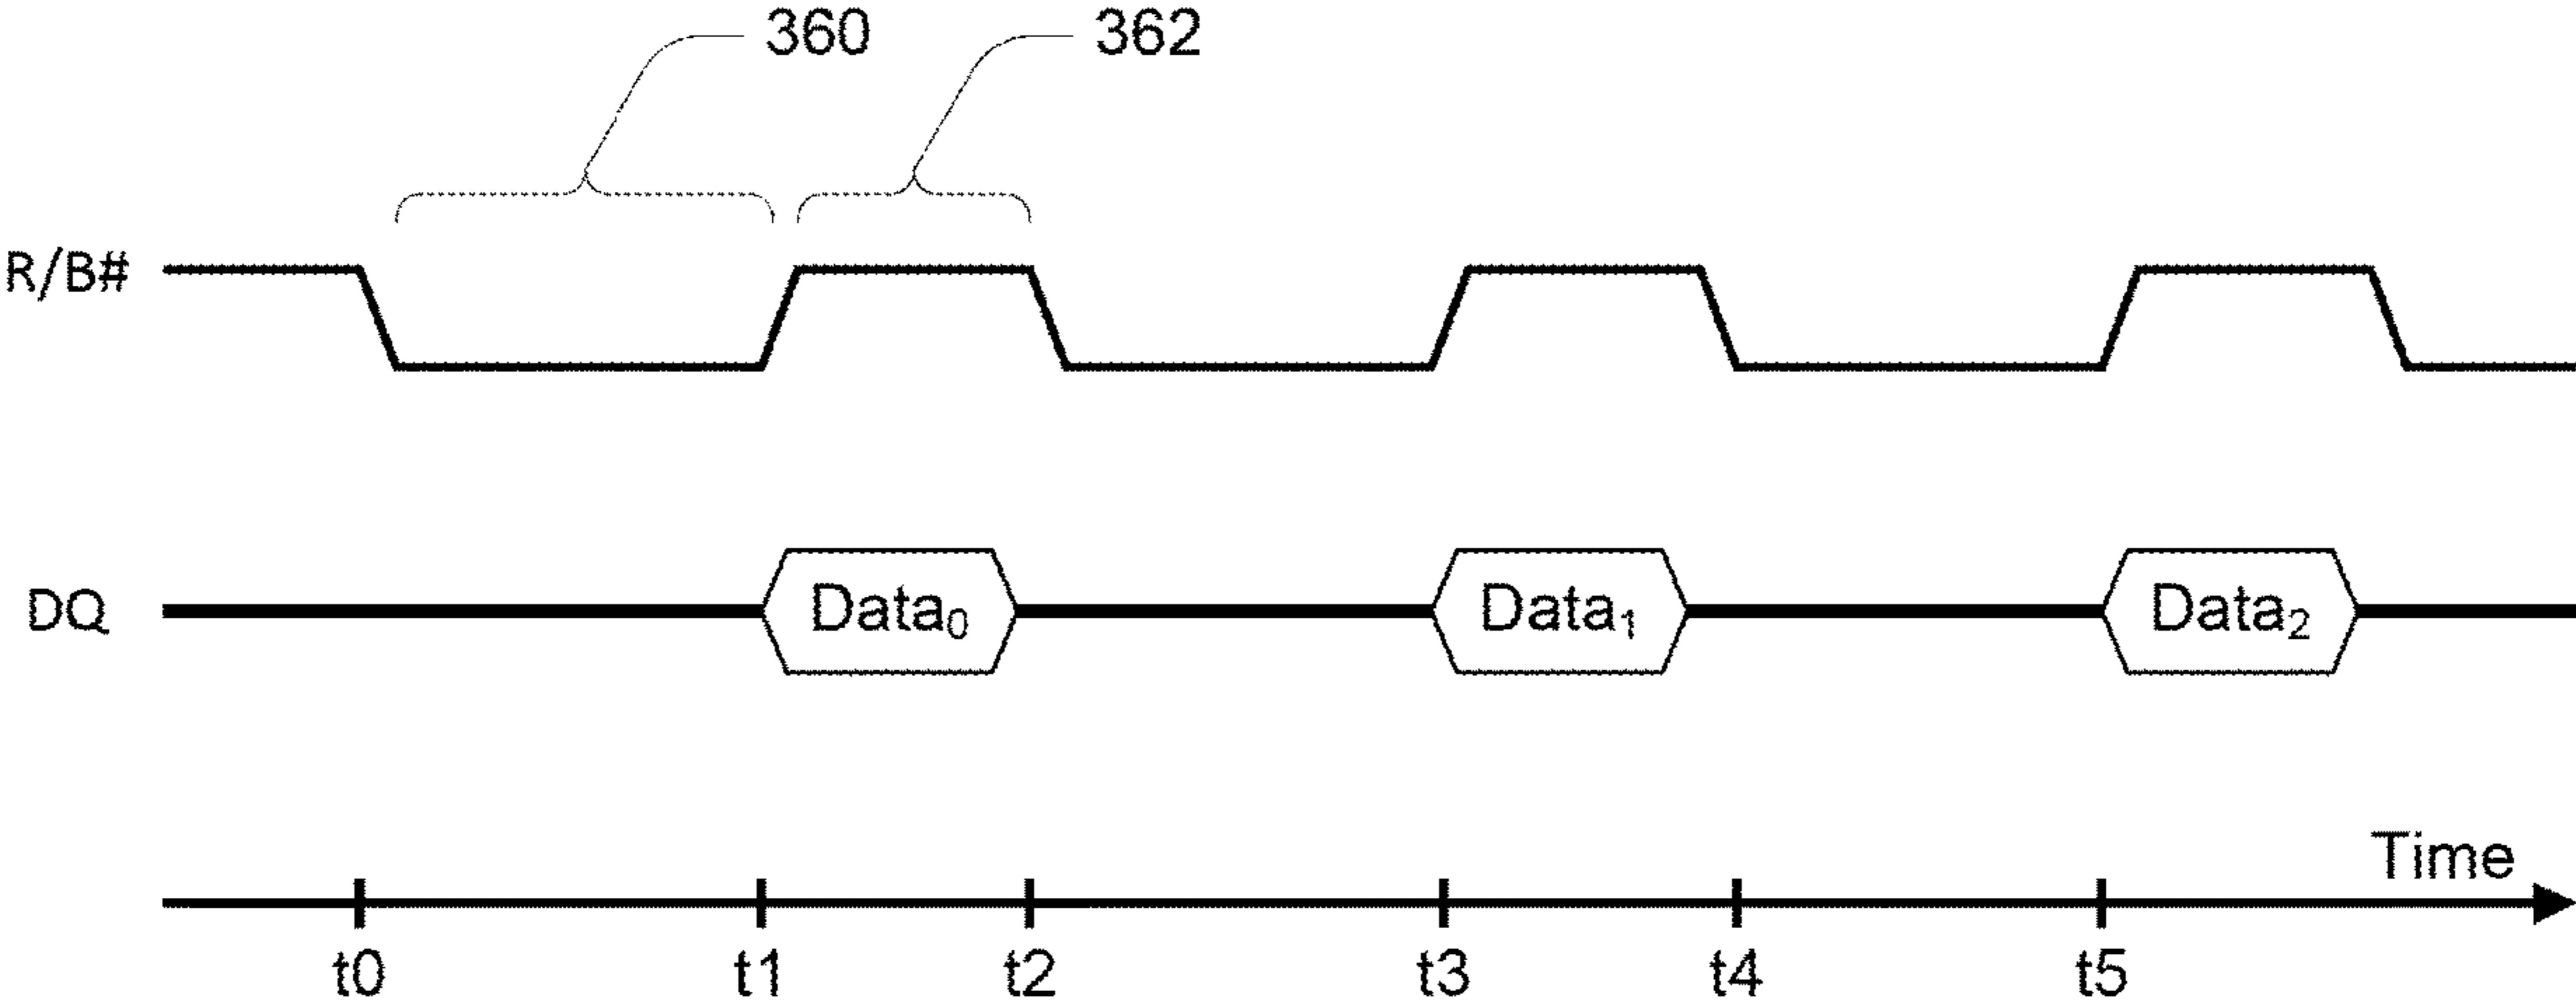 360 362
R/B#
DQ Data₀ Data₁ Data₂
Time
t0 t1 t2 t3 t4 t5